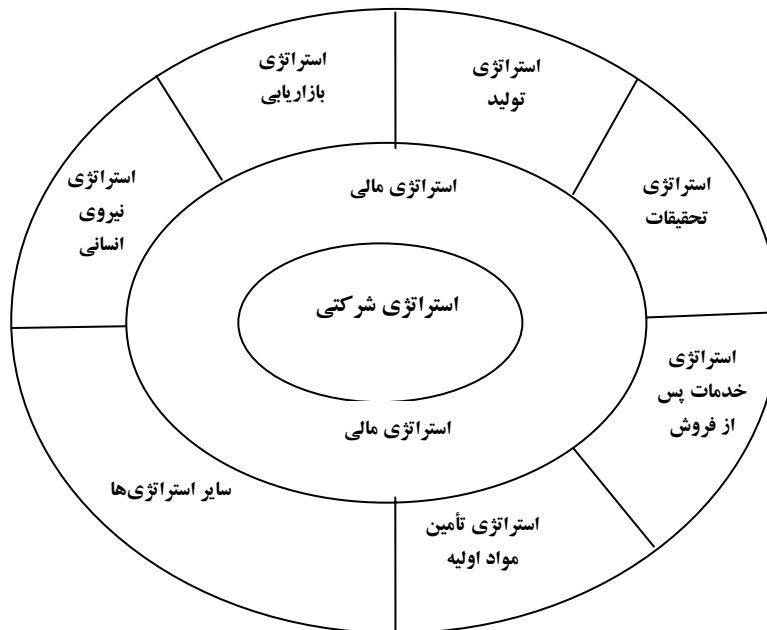 استراتژی
تولید
استراتژی
بازاریابی
استراتژی
تحقیقات
استراتژی
نیروی
انسانی
استراتژی مالی
استراتژی شرکتی
استراتژی
خدمات پس
از فروش
استراتژی مالی
سایر استراتژی‌ها
استراتژی تأمین
مواد اولیه